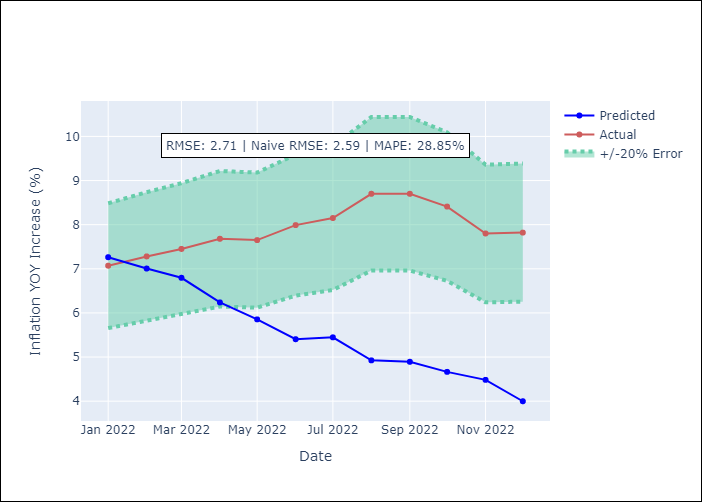 RMSE: 2.71 | Naive RMSE: 2.59 | MAPE: 28.85%
Predicted
Actual
+/-20% Error
Inflation YOY Increase (%)
10
9
8
7
6
5
4
Jan 2022 Mar 2022 May 2022 Jul 2022 Sep 2022 Nov 2022
Date